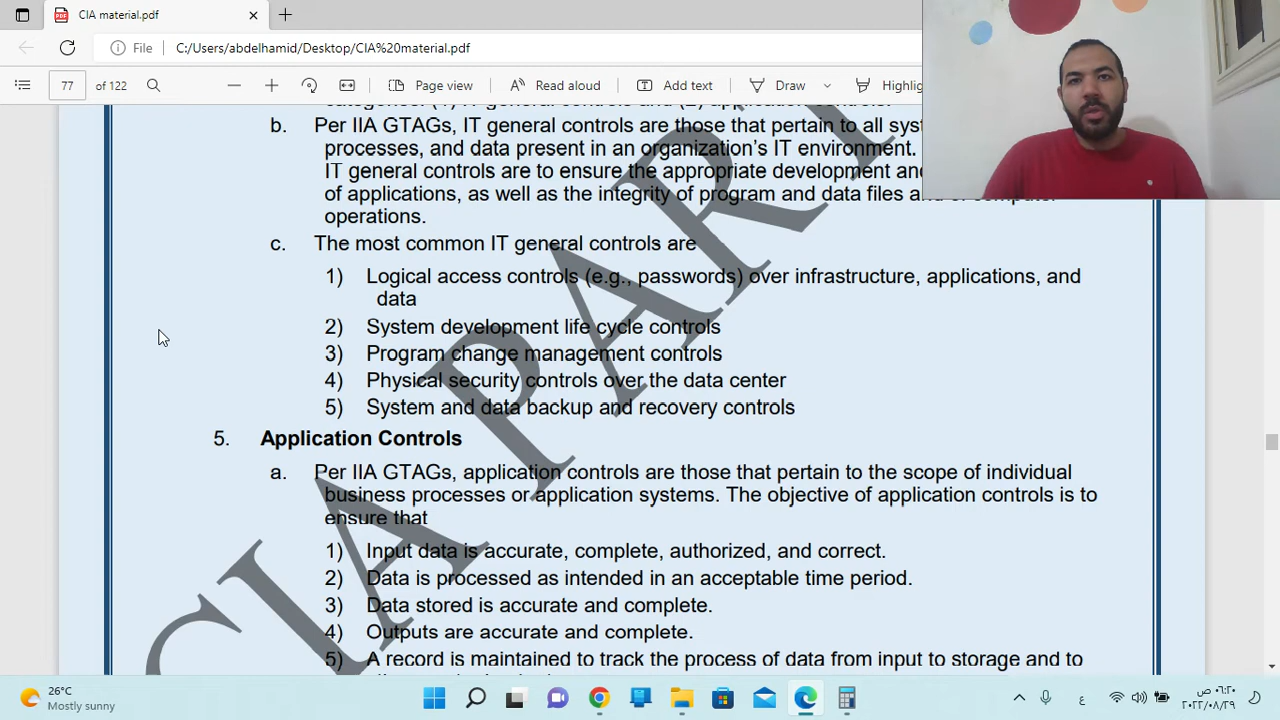 CIA material.pdf
File C:/Users/abdelhamid/Desktop/CIA%20material.pdf
77 of 122 Page view Read aloud Add text Draw Highlig
b. Per IIA GTAGs, IT general controls are those that pertain to all sys
processes, and data present in an organization's IT environment.
IT general controls are to ensure the appropriate development an
of applications, as well as the integrity of program and data files
operations.
c. The most common IT general controls are
1) Logical access controls (e.g., passwords) over infrastructure, applications, and
data
2) System development life cycle controls
3) Program change management controls
4) Physical security controls over the data center
5) System and data backup and recovery controls
5. Application Controls
a. Per IIA GTAGs, application controls are those that pertain to the scope of individual
business processes or application systems. The objective of application controls is to
ensure that
1) Input data is accurate, complete, authorized, and correct.
2) Data is processed as intended in an acceptable time period.
3) Data stored is accurate and complete.
4) Outputs are accurate and complete.
5) A record is maintained to track the process of data from input to storage and to
CIA PART
26°C
Mostly sunny
ع
٠٦:٢٠ ص
٢٠٢٢/٠٨/٢٩